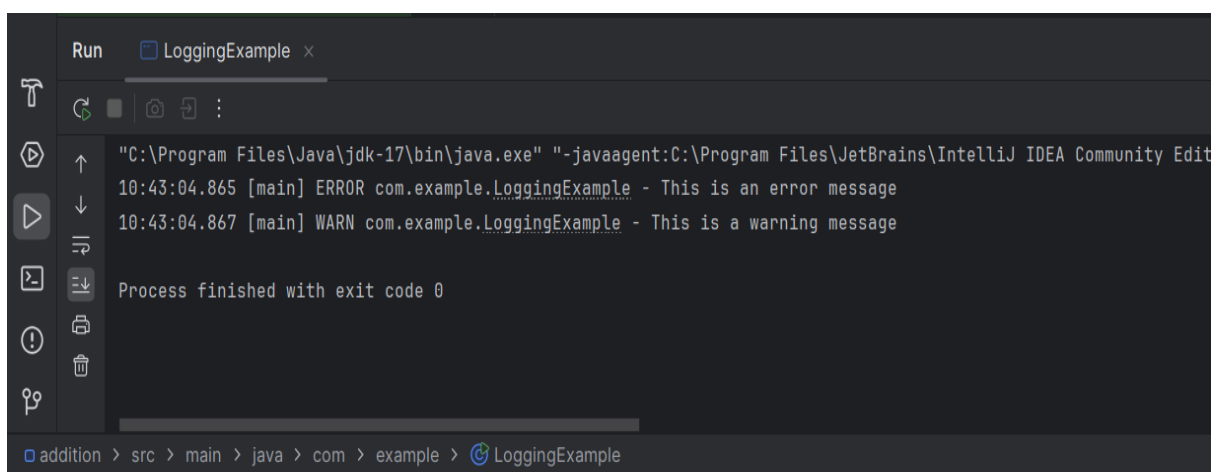 Run LoggingExample
"C:\Program Files\Java\jdk-17\bin\java.exe" "-javaagent:C:\Program Files\JetBrains\IntelliJ IDEA Community Edit
10:43:04.865 [main] ERROR com.example.LoggingExample - This is an error message
10:43:04.867 [main] WARN com.example.LoggingExample - This is a warning message
Process finished with exit code 0
addition > src > main > java > com > example > LoggingExample